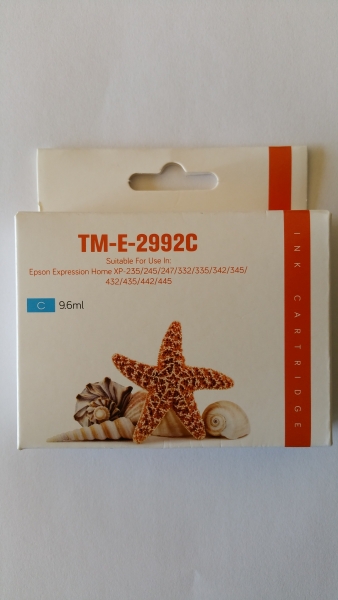 TM-E-2992C
Suitable For Use In:
Epson Expression Home XP-235/245/247/332/335/342/345/
432/435/442/445
C 9.6ml
INK CARTRIDGE